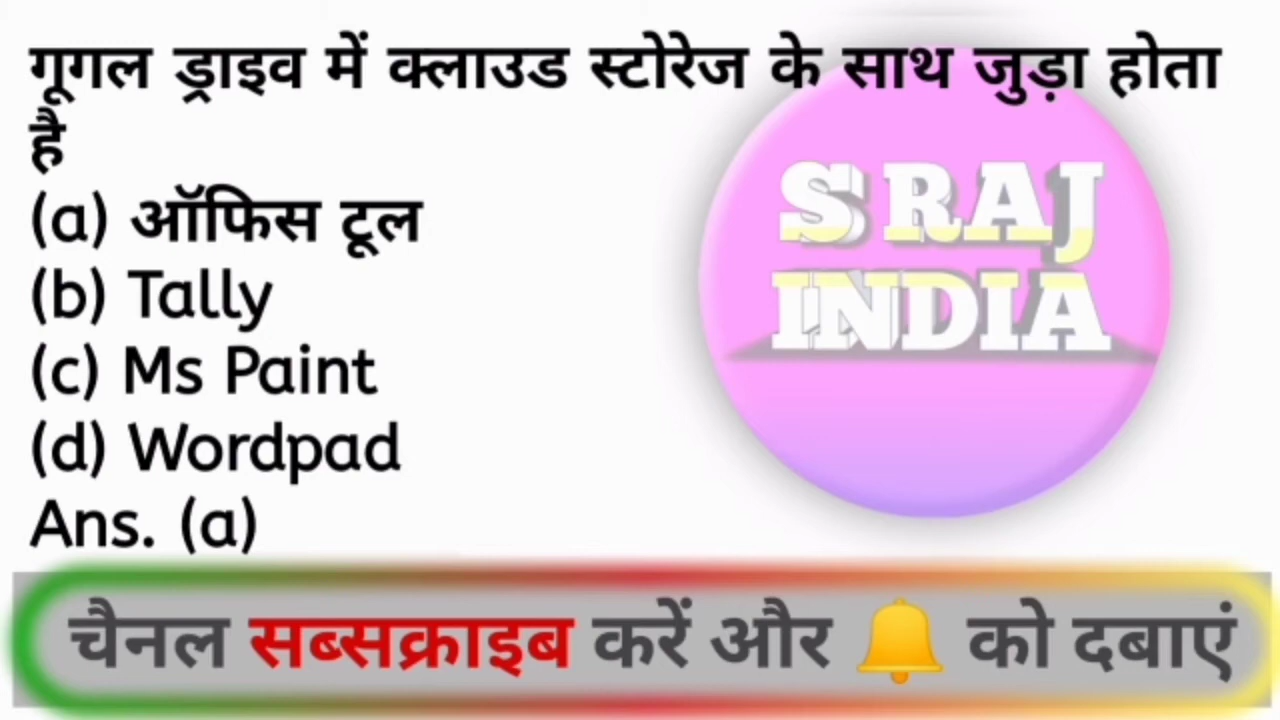 गूगल ड्राइव में क्लाउड स्टोरेज के साथ जुड़ा होता
है
(a) ऑफिस टूल
(b) Tally
(c) Ms Paint
(d) Wordpad
Ans. (a)
S RAJ
INDIA
चैनल सब्सक्राइब करें और 🔔 को दबाएं